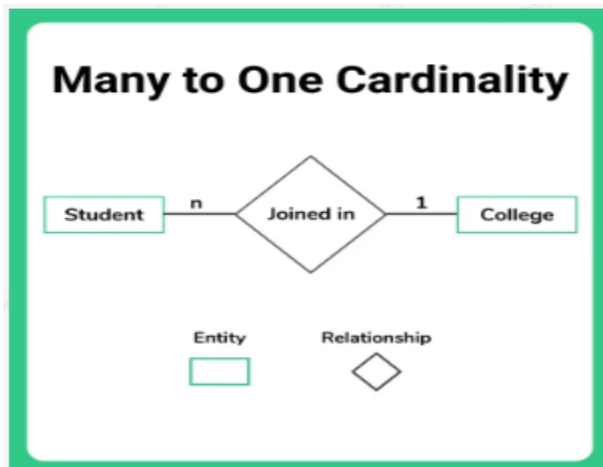 Many to One Cardinality
Student n Joined in 1 College
Entity Relationship